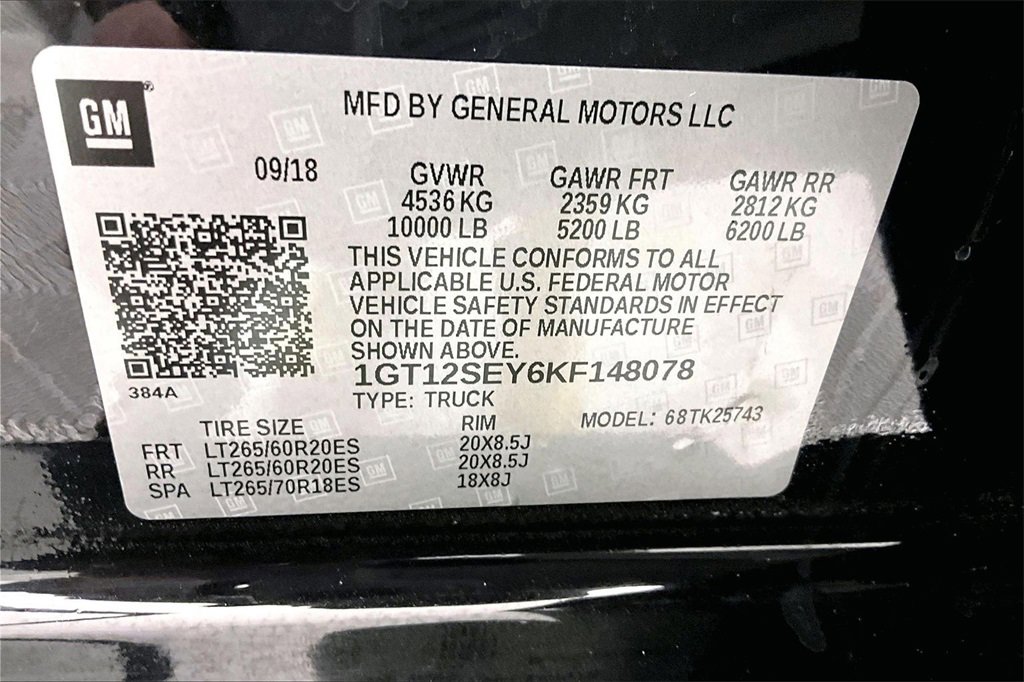 GM
MFD BY GENERAL MOTORS LLC
09/18 GVWR GAWR FRT GAWR RR
4536 KG 2359 KG 2812 KG
10000 LB 5200 LB 6200 LB
THIS VEHICLE CONFORMS TO ALL
APPLICABLE U.S. FEDERAL MOTOR
VEHICLE SAFETY STANDARDS IN EFFECT
ON THE DATE OF MANUFACTURE
SHOWN ABOVE.
384A
1GT12SEY6KF148078
TYPE: TRUCK MODEL: 68TK25743
TIRE SIZE RIM
FRT LT265/60R20ES 20X8.5J
RR LT265/60R20ES 20X8.5J
SPA LT265/70R18ES 18X8J